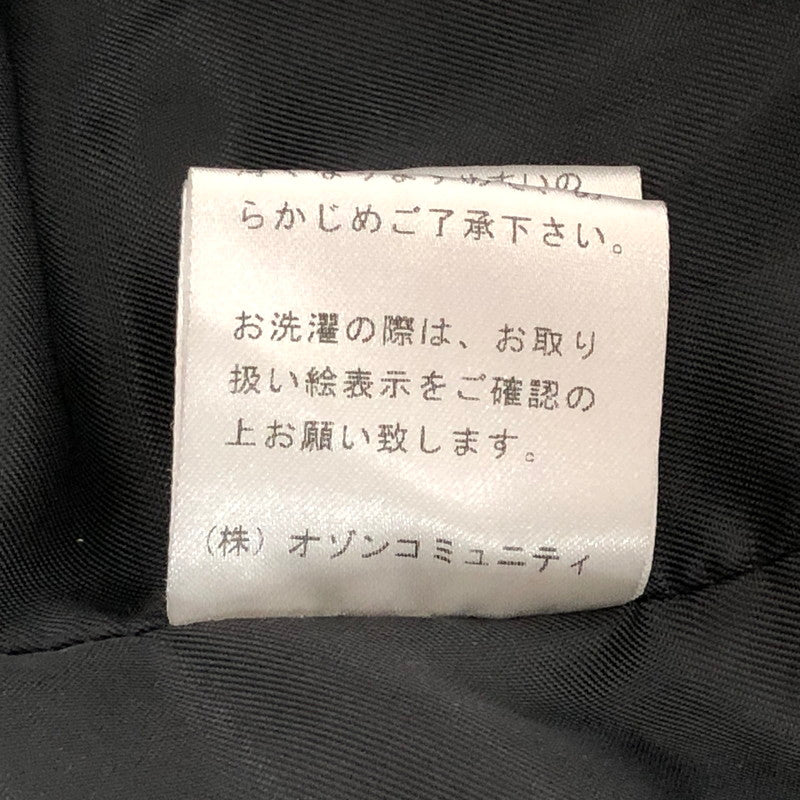 らかじめご了承下さい。
お洗濯の際は、お取り
扱い絵表示をご確認の
上お願い致します。
(株)オゾンコミュニティ